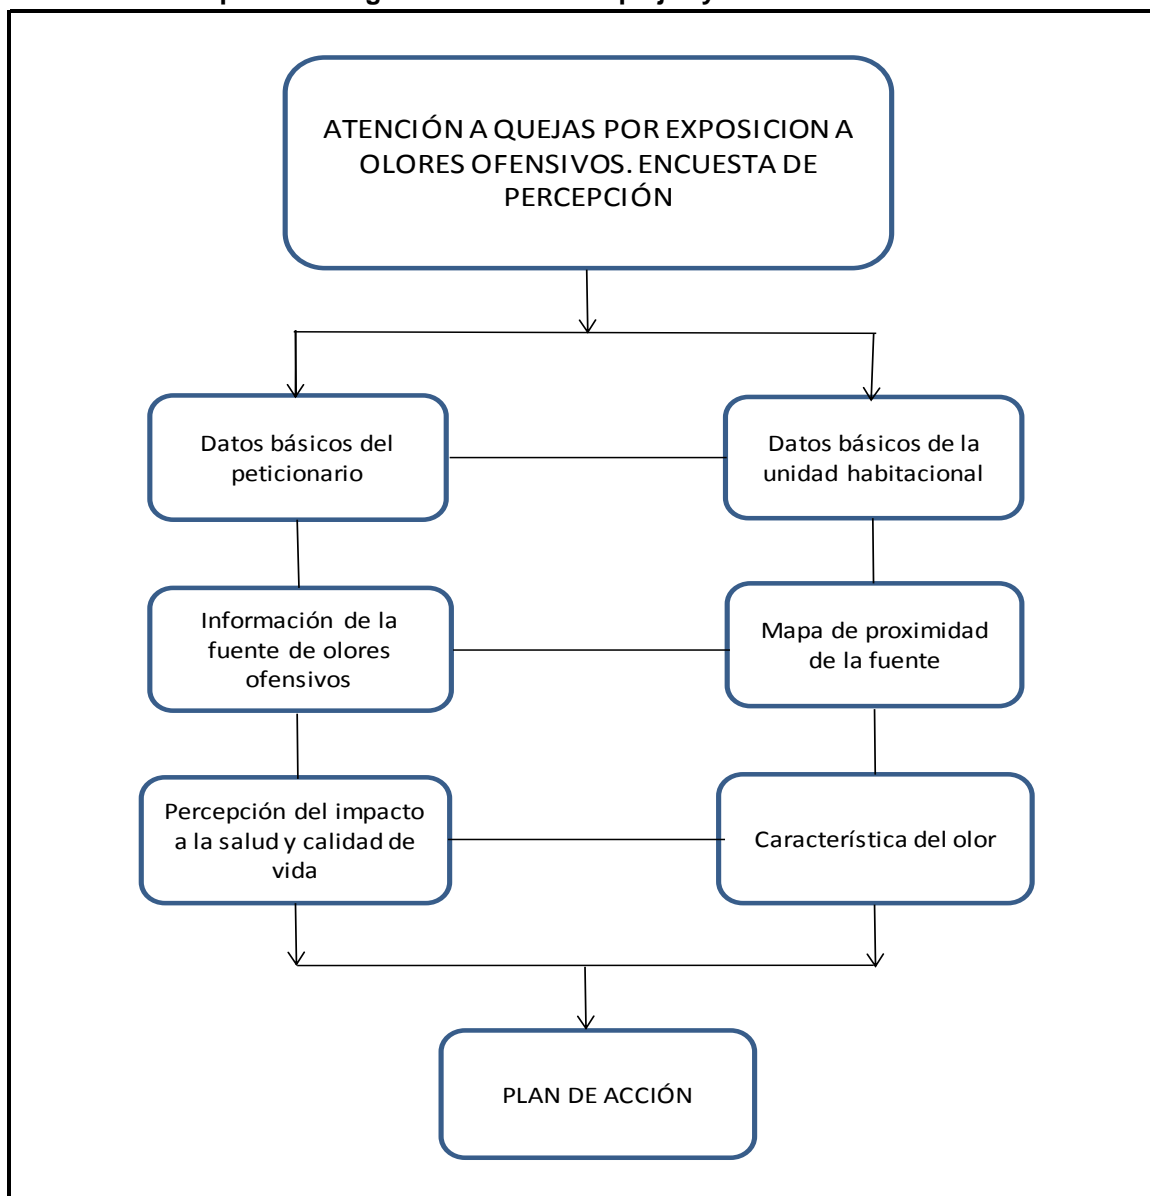 ATENCIÓN A QUEJAS POR EXPOSICION A
OLORES OFENSIVOS. ENCUESTA DE
PERCEPCIÓN
Datos básicos del
peticionario
Datos básicos de la
unidad habitacional
Información de la
fuente de olores
ofensivos
Mapa de proximidad
de la fuente
Percepción del impacto
a la salud y calidad de
vida
Característica del olor
PLAN DE ACCIÓN